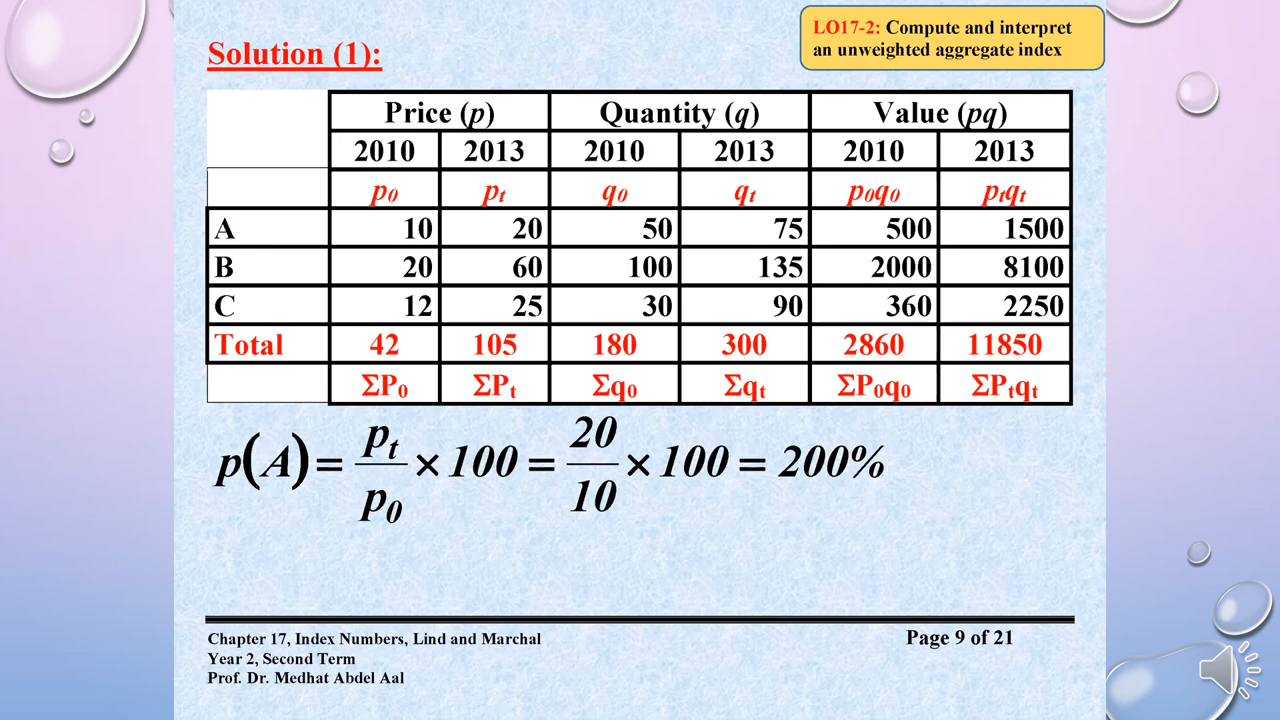 LO17-2: Compute and interpret
an unweighted aggregate index
Solution (1):
Price (p) Quantity (q) Value (pq)
2010 2013 2010 2013 2010 2013
p₀ pₜ q₀ qₜ p₀q₀ pₜqₜ
A 10 20 50 75 500 1500
B 20 60 100 135 2000 8100
C 12 25 30 90 360 2250
Total 42 105 180 300 2860 11850
ΣP₀ ΣPₜ Σq₀ Σqₜ ΣP₀q₀ ΣPₜqₜ
p(A) = pₜ/p₀ × 100 = 20/10 × 100 = 200%
Chapter 17, Index Numbers, Lind and Marchal Page 9 of 21
Year 2, Second Term
Prof. Dr. Medhat Abdel Aal